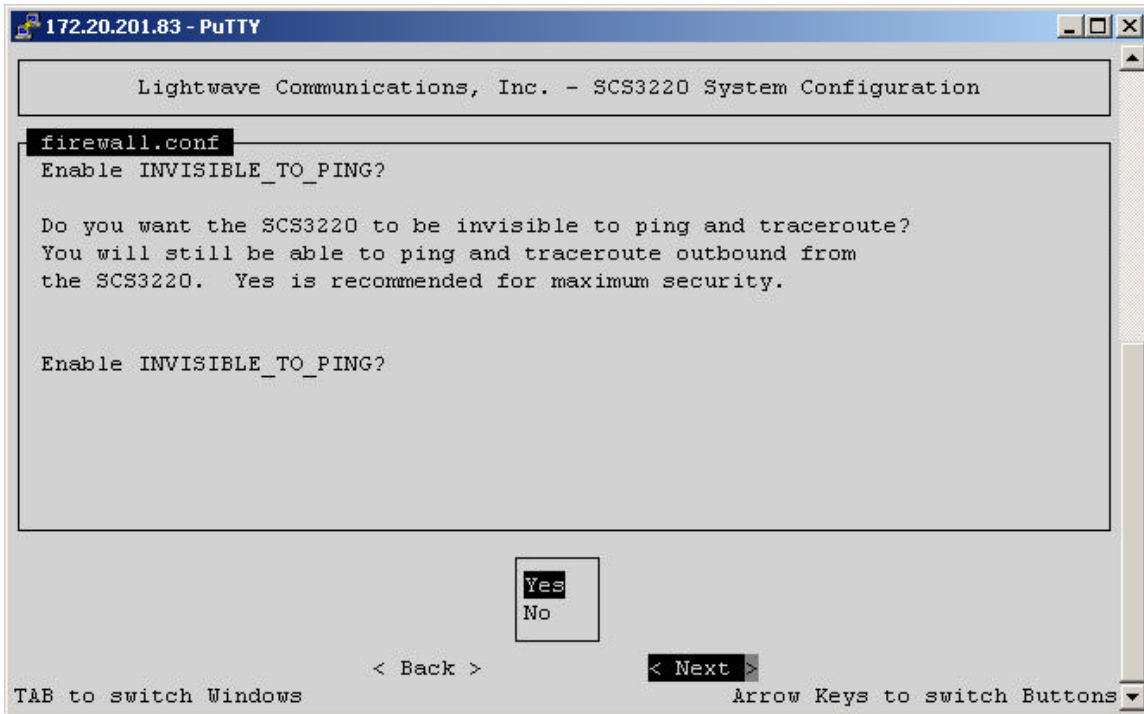 172.20.201.83 - PuTTY
Lightwave Communications, Inc. - SCS3220 System Configuration
firewall.conf
Enable INVISIBLE_TO_PING?
Do you want the SCS3220 to be invisible to ping and traceroute?
You will still be able to ping and traceroute outbound from
the SCS3220.  Yes is recommended for maximum security.
Enable INVISIBLE_TO_PING?
Yes
No
< Back > < Next >
TAB to switch Windows Arrow Keys to switch Buttons